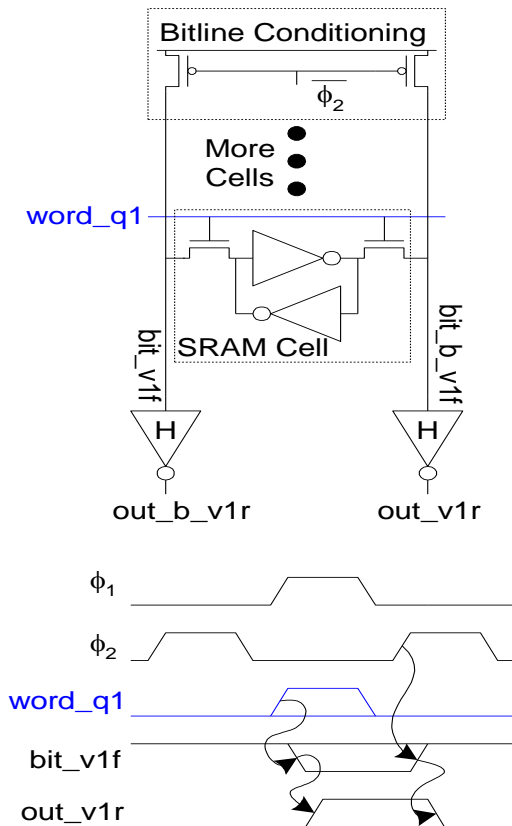 Bitline Conditioning
φ2
More
Cells
word_q1
bit_v1f
bit_b_v1f
SRAM Cell
H
H
out_b_v1r
out_v1r
ϕ1
ϕ2
word_q1
bit_v1f
out_v1r